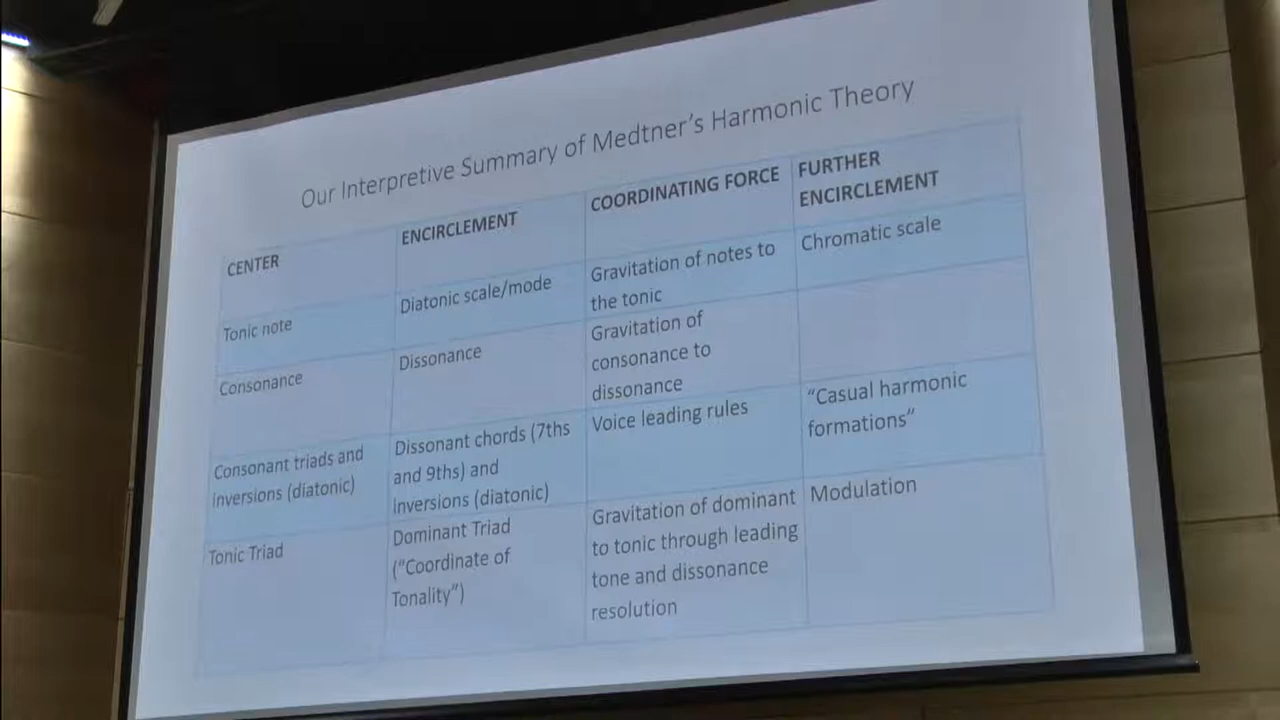 Our Interpretive Summary of Medtner's Harmonic Theory
CENTER
ENCIRCLEMENT
COORDINATING FORCE
FURTHER
ENCIRCLEMENT
Tonic note
Diatonic scale/mode
Gravitation of notes to
the tonic
Chromatic scale
Consonance
Dissonance
Gravitation of
consonance to
dissonance
Consonant triads and
inversions (diatonic)
Dissonant chords (7ths
and 9ths) and
inversions (diatonic)
Voice leading rules
"Casual harmonic
formations"
Tonic Triad
Dominant Triad
("Coordinate of
Tonality")
Gravitation of dominant
to tonic through leading
tone and dissonance
resolution
Modulation